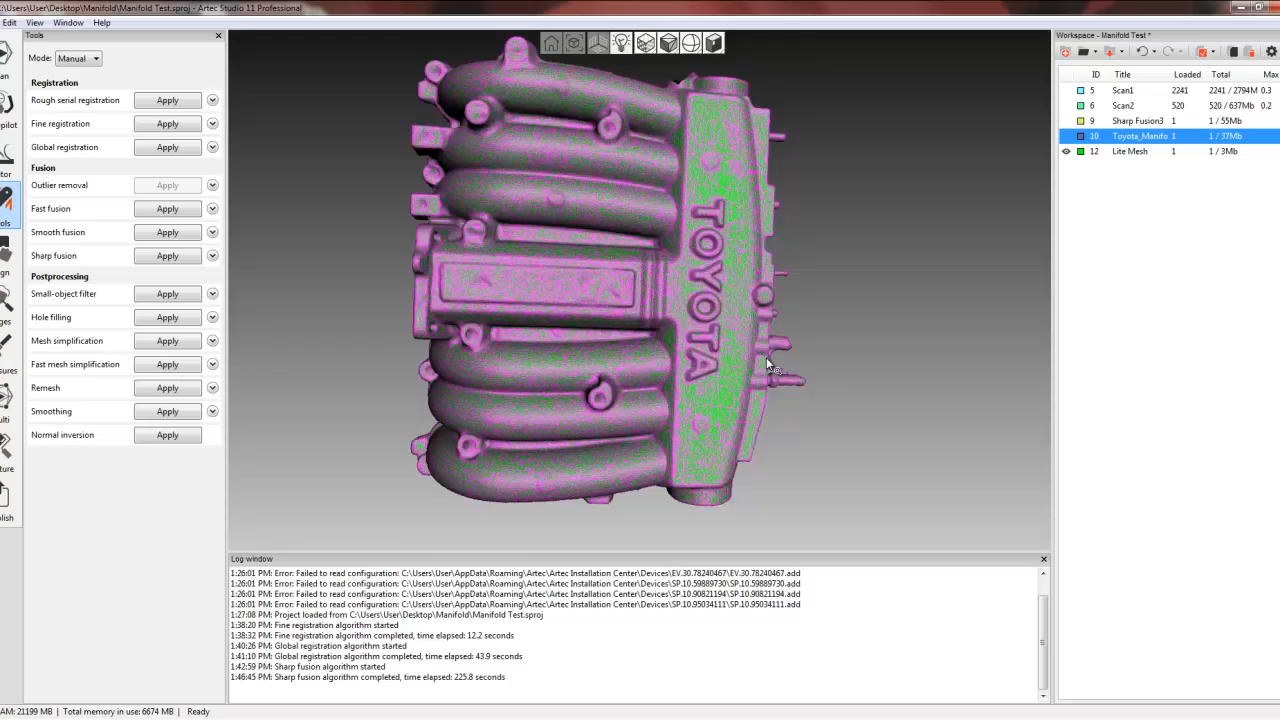 C:\Users\User\Desktop\Manifold\Manifold Test.sproj - Artec Studio 11 Professional
Edit View Window Help
Tools
Mode: Manual
Registration
Rough serial registration Apply
Fine registration Apply
Global registration Apply
Fusion
Outlier removal Apply
Fast fusion Apply
Smooth fusion Apply
Sharp fusion Apply
Postprocessing
Small-object filter Apply
Hole filling Apply
Mesh simplification Apply
Fast mesh simplification Apply
Remesh Apply
Smoothing Apply
Normal inversion Apply
TOYOTA
Workspace - Manifold Test *
ID Title Loaded Total Max
5 Scan1 2241 2241 / 2794M 0.3
6 Scan2 520 520 / 637Mb 0.2
9 Sharp Fusion3 1 1 / 55Mb
10 Toyota_Manifo 1 1 / 37Mb
12 Lite Mesh 1 1 / 3Mb
Log window
1:26:01 PM: Error: Failed to read configuration: C:\Users\User\AppData\Roaming\Artec\Artec Installation Center\Devices\EV.30.78240467\EV.30.78240467.add
1:26:01 PM: Error: Failed to read configuration: C:\Users\User\AppData\Roaming\Artec\Artec Installation Center\Devices\SP.10.59889730\SP.10.59889730.add
1:26:01 PM: Error: Failed to read configuration: C:\Users\User\AppData\Roaming\Artec\Artec Installation Center\Devices\SP.10.90821194\SP.10.90821194.add
1:26:01 PM: Error: Failed to read configuration: C:\Users\User\AppData\Roaming\Artec\Artec Installation Center\Devices\SP.10.95034111\SP.10.95034111.add
1:27:08 PM: Project loaded from C:\Users\User\Desktop\Manifold\Manifold Test.sproj
1:38:20 PM: Fine registration algorithm started
1:38:32 PM: Fine registration algorithm completed, time elapsed: 12.2 seconds
1:40:26 PM: Global registration algorithm started
1:41:10 PM: Global registration algorithm completed, time elapsed: 43.9 seconds
1:42:59 PM: Sharp fusion algorithm started
1:46:45 PM: Sharp fusion algorithm completed, time elapsed: 225.8 seconds
AM: 21199 MB | Total memory in use: 6674 MB | Ready